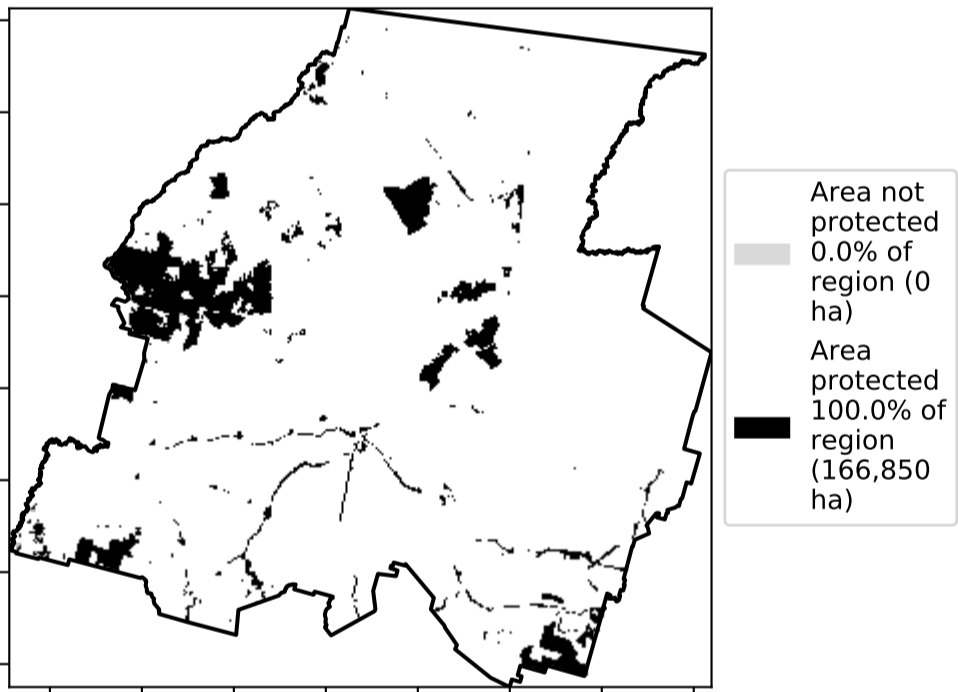 Area not
protected
0.0% of
region (0
ha)
Area
protected
100.0% of
region
(166,850
ha)